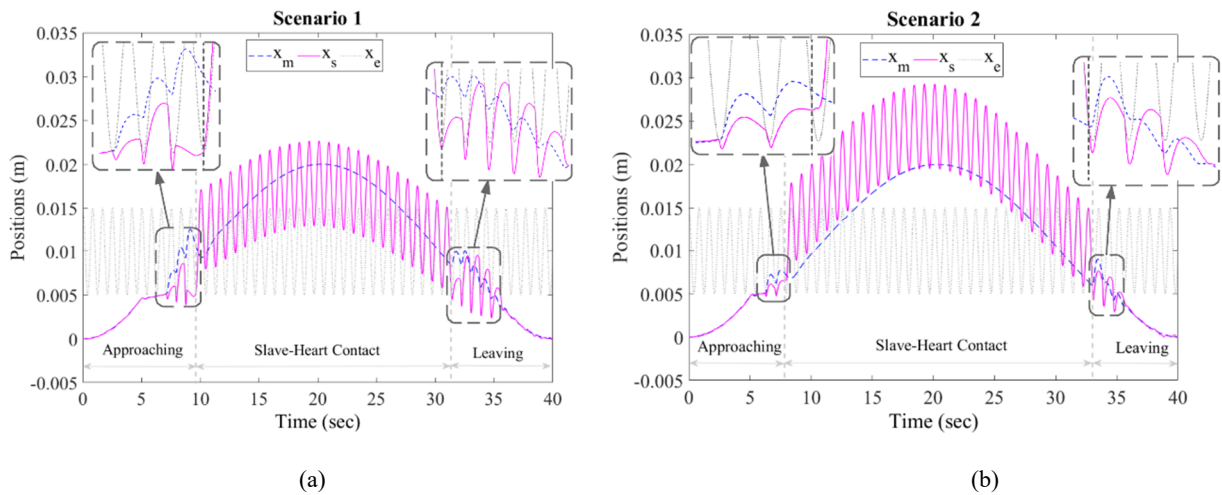 Scenario 1
0.035
0.03
0.025
0.02
0.015
0.01
0.005
0
-0.005
Positions (m)
x_m x_s x_e
Approaching
Slave-Heart Contact
Leaving
0 5 10 15 20 25 30 35 40
Time (sec)
(a)
Scenario 2
0.035
0.03
0.025
0.02
0.015
0.01
0.005
0
-0.005
Positions (m)
x_m x_s x_e
Approaching
Slave-Heart Contact
Leaving
0 5 10 15 20 25 30 35 40
Time (sec)
(b)